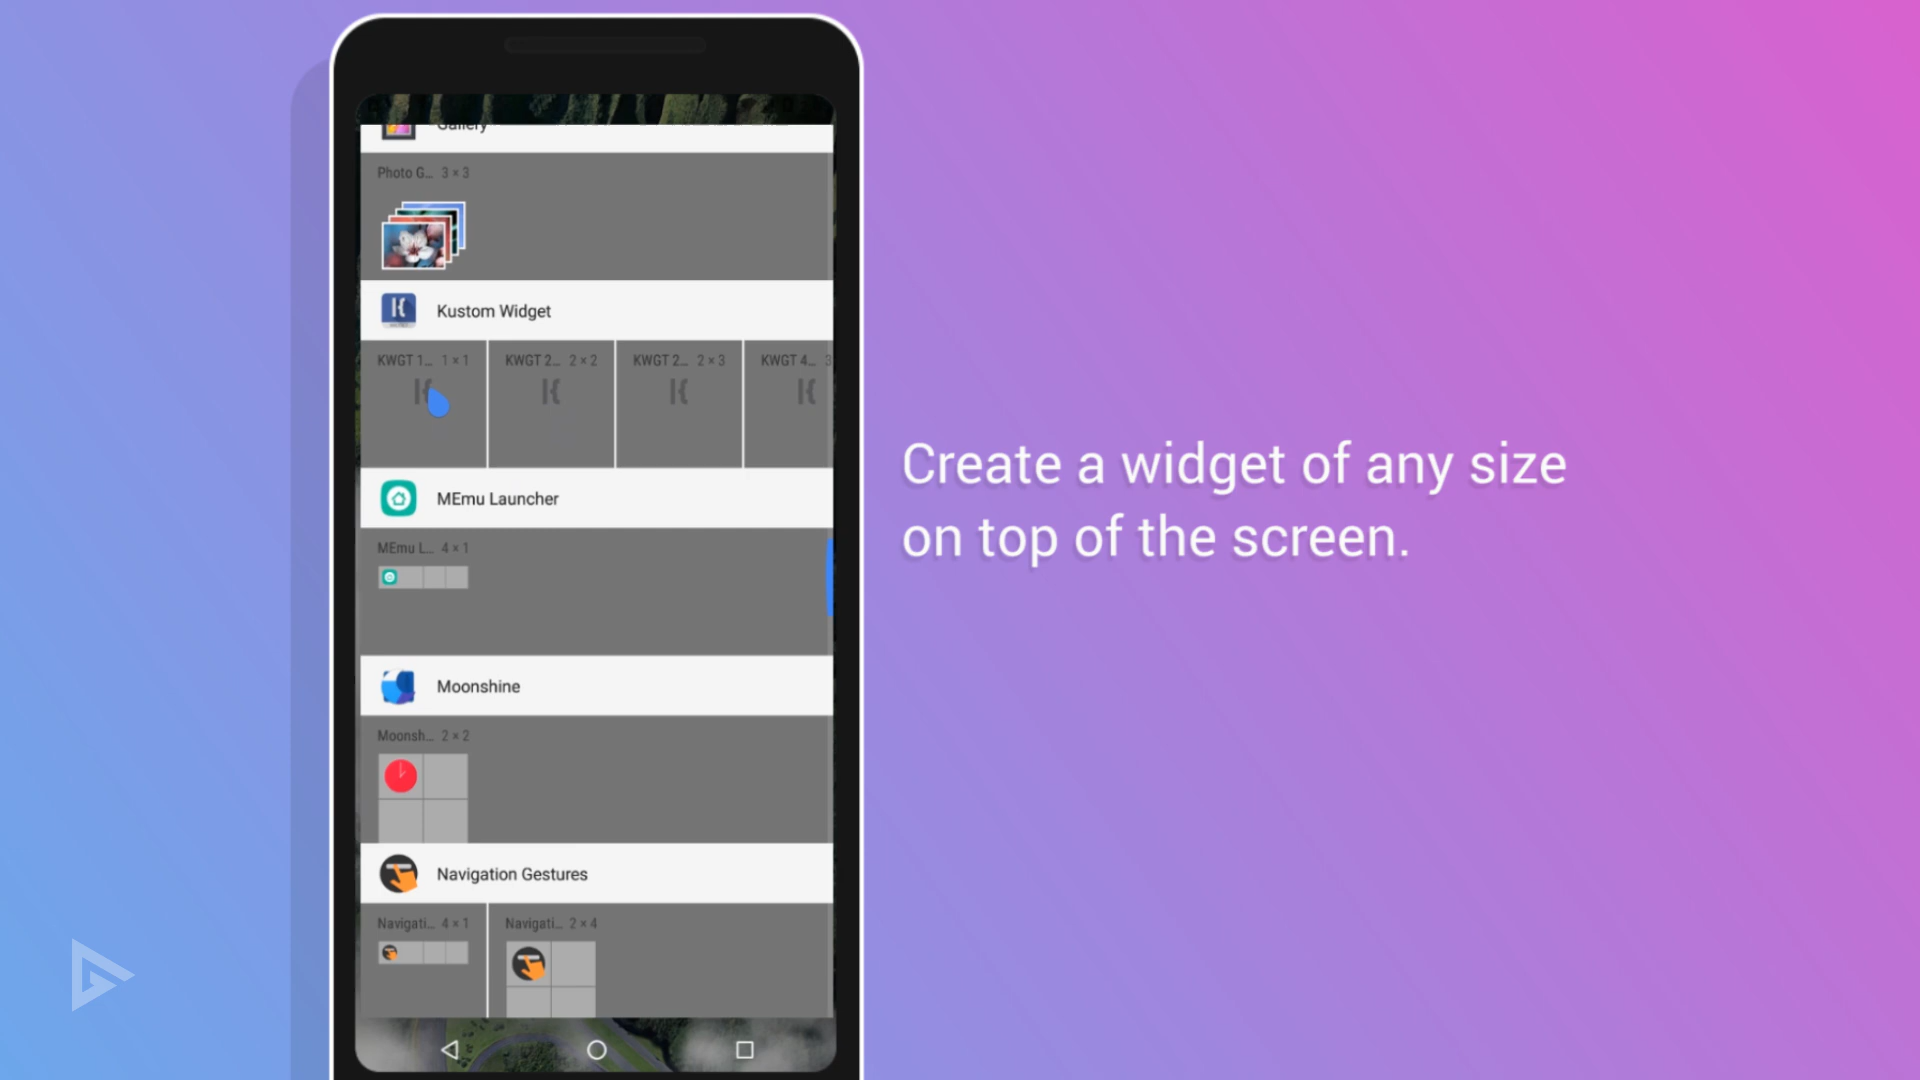 Gallery
Photo G... 3 × 3
Kustom Widget
KWGT 1... 1 × 1
KWGT 2... 2 × 2
KWGT 2... 2 × 3
KWGT 4... 3
MEmu Launcher
MEmu L... 4 × 1
Moonshine
Moonsh... 2 × 2
Navigation Gestures
Navigati... 4 × 1
Navigati... 2 × 4
Create a widget of any size
on top of the screen.